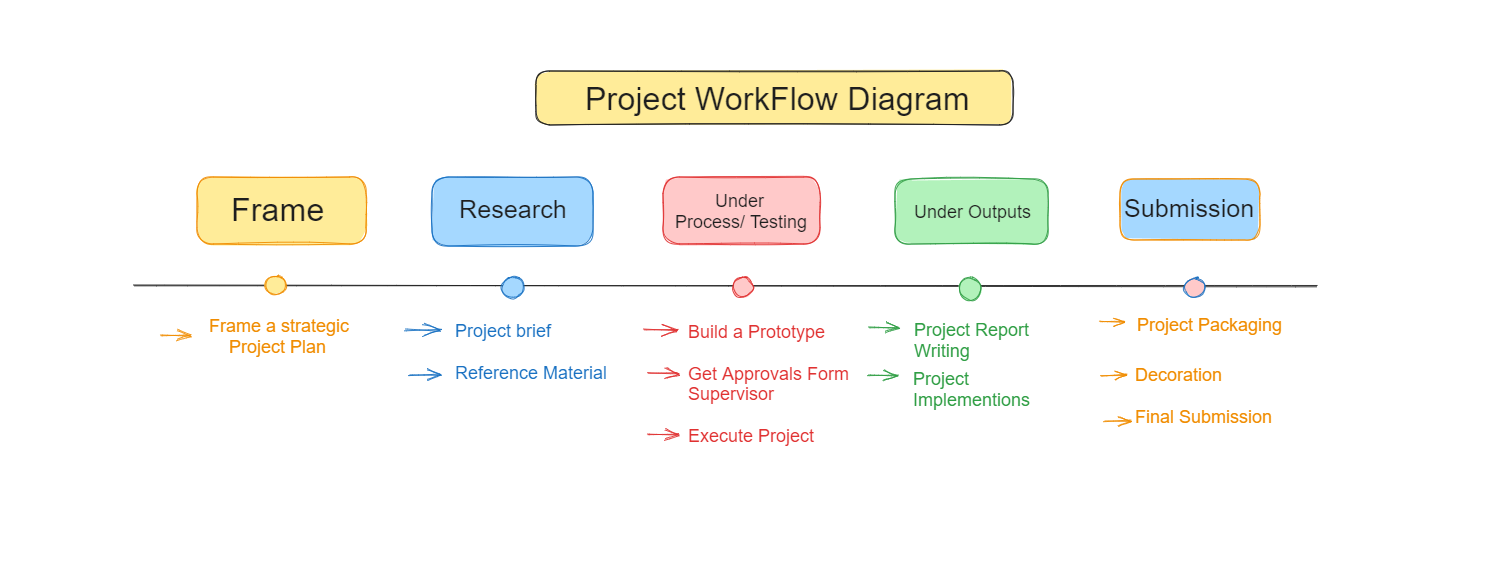 Project WorkFlow Diagram
Frame
Research
Under
Process/ Testing
Under Outputs
Submission
Frame a strategic
Project Plan
Project brief
Reference Material
Build a Prototype
Get Approvals Form
Supervisor
Execute Project
Project Report
Writing
Project
Implementions
Project Packaging
Decoration
Final Submission